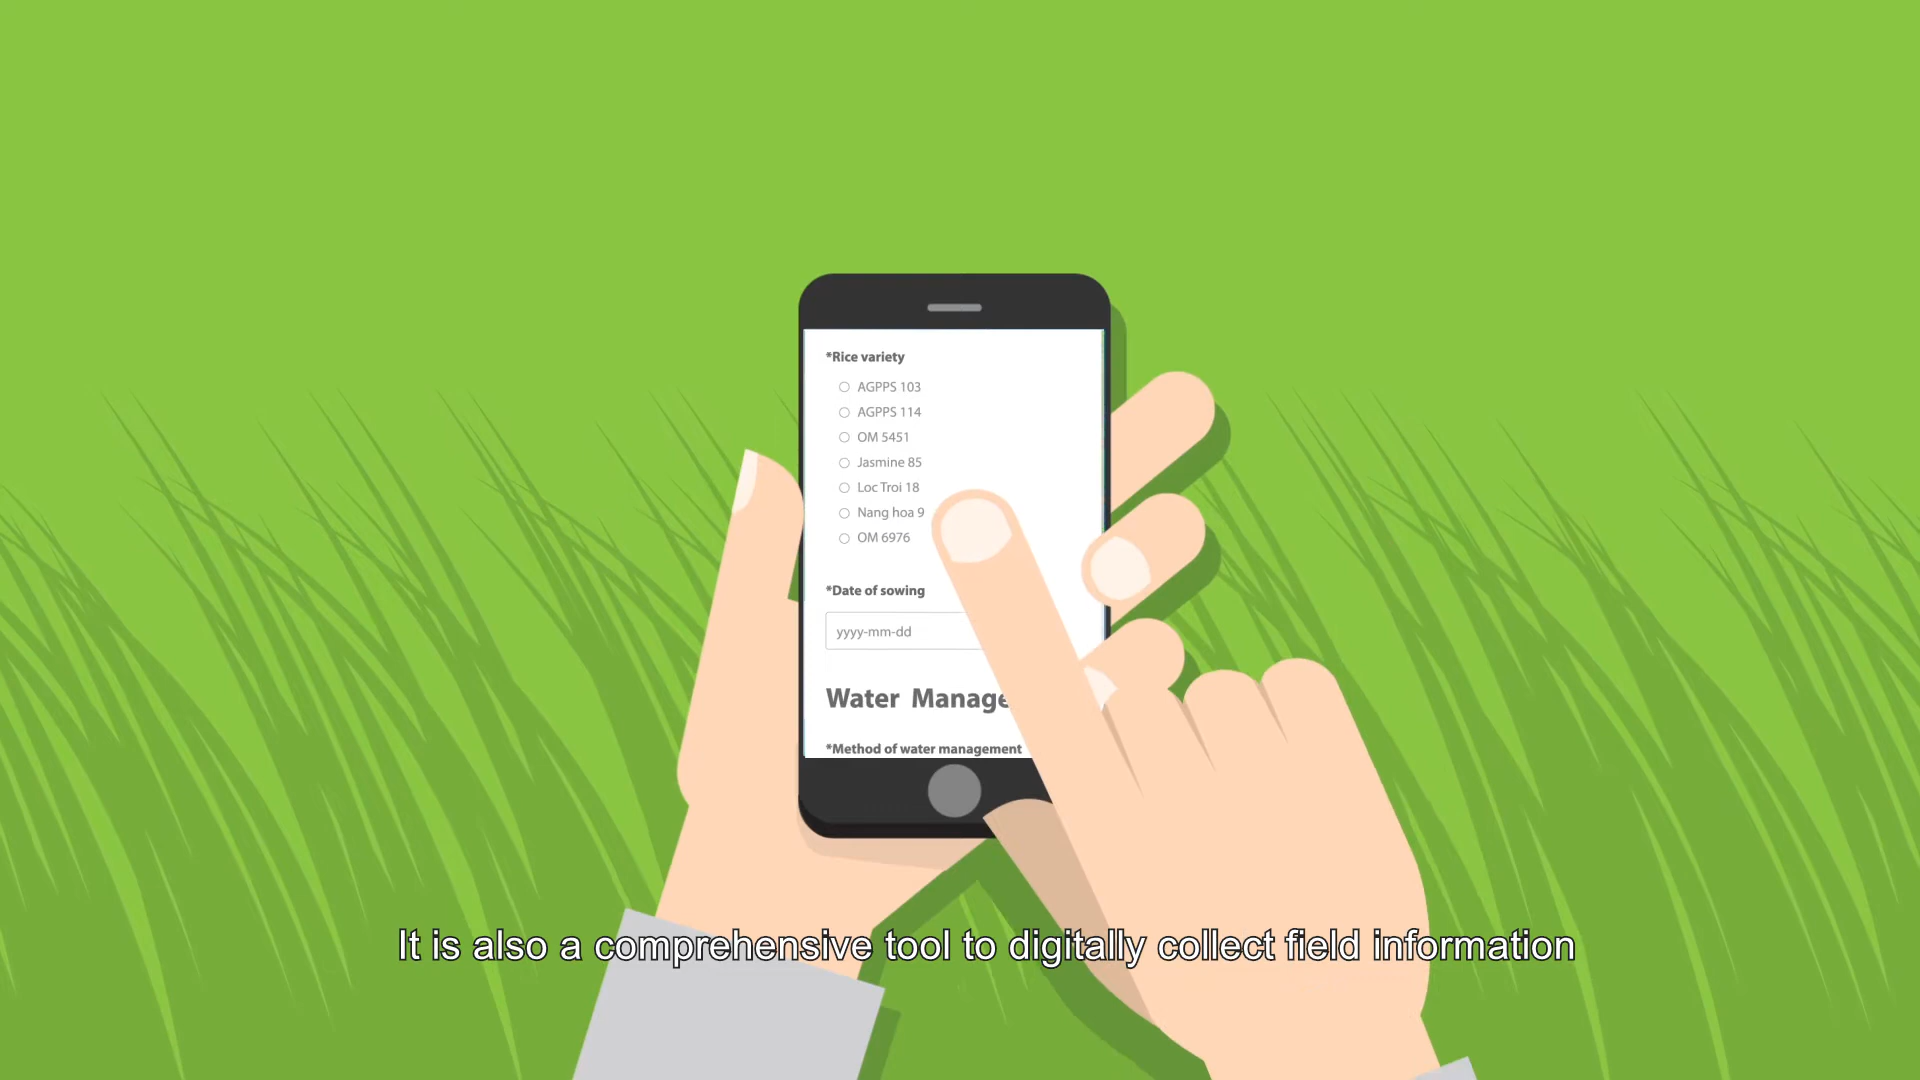 *Rice variety
AGPPS 103
AGPPS 114
OM 5451
Jasmine 85
Loc Troi 18
Nang hoa 9
OM 6976
*Date of sowing
yyyy-mm-dd
Water Manage
*Method of water management
It is also a comprehensive tool to digitally collect field information